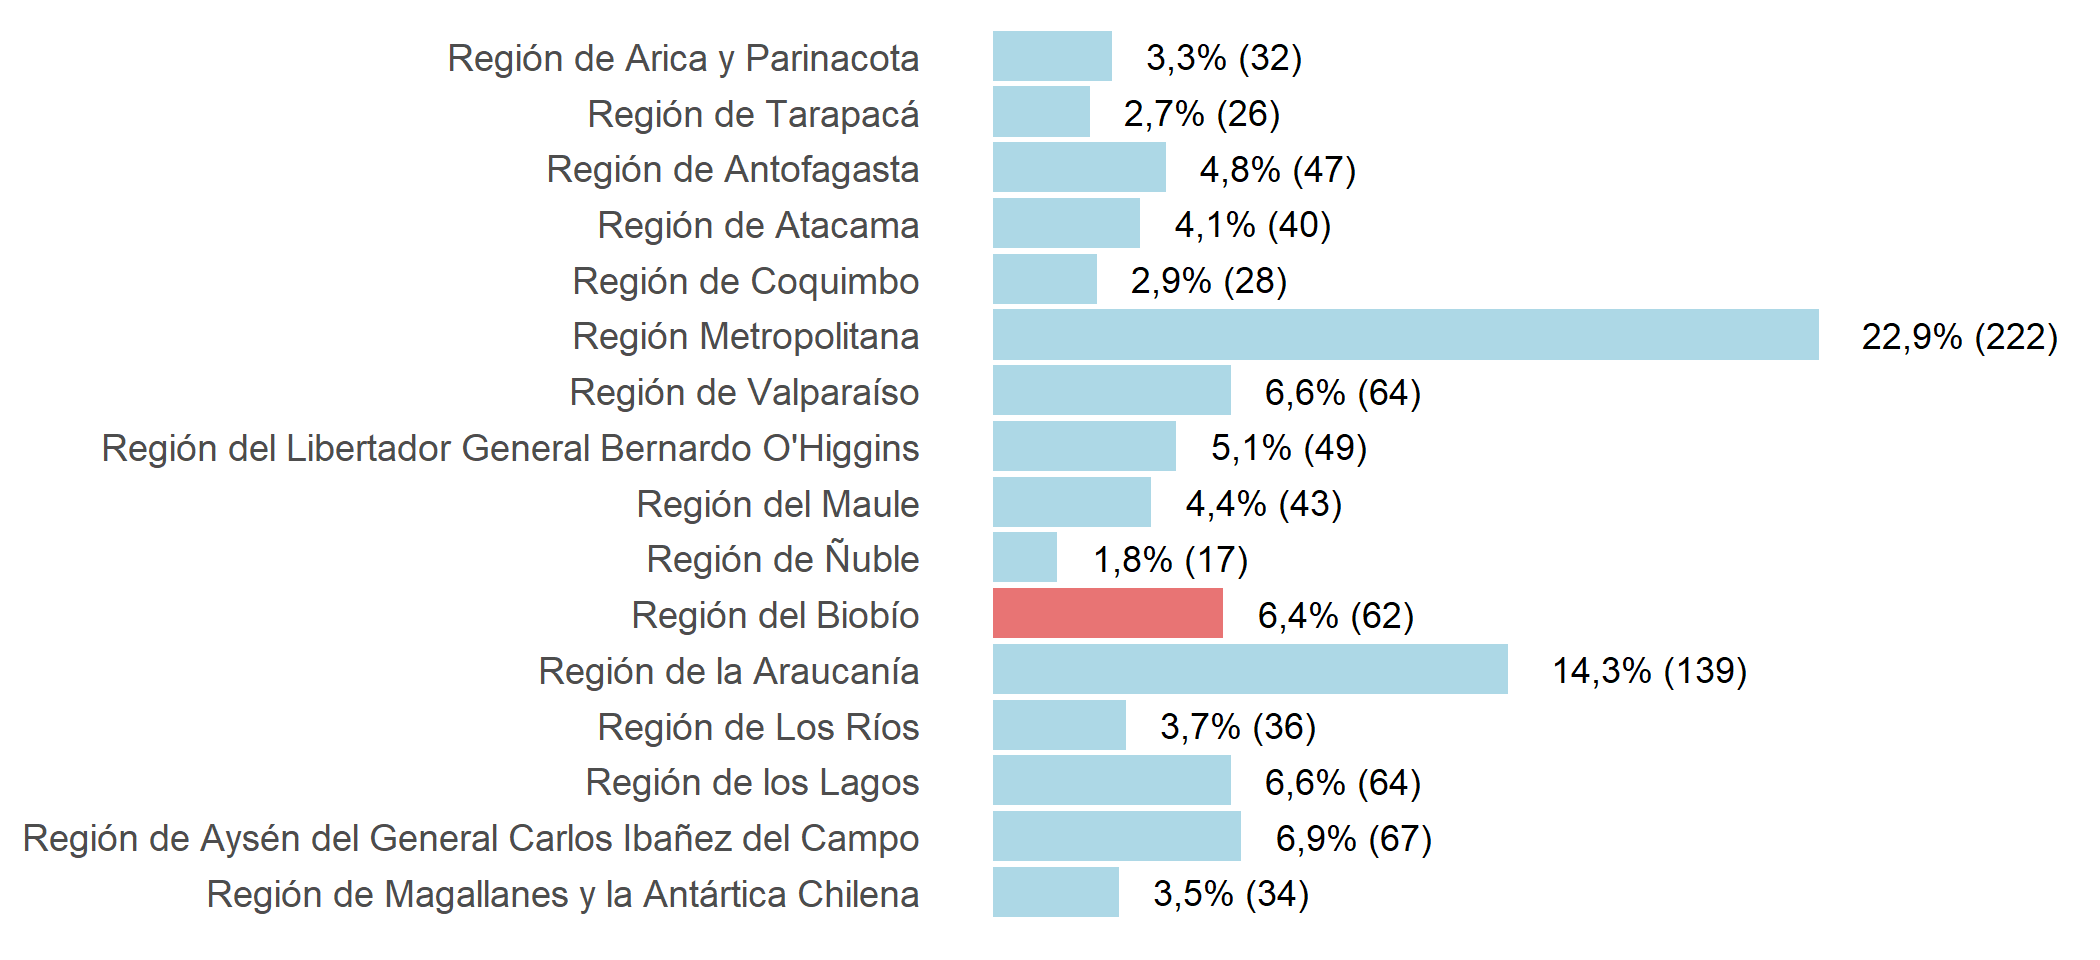 Región de Arica y Parinacota 3,3% (32)
Región de Tarapacá 2,7% (26)
Región de Antofagasta 4,8% (47)
Región de Atacama 4,1% (40)
Región de Coquimbo 2,9% (28)
Región Metropolitana 22,9% (222)
Región de Valparaíso 6,6% (64)
Región del Libertador General Bernardo O'Higgins 5,1% (49)
Región del Maule 4,4% (43)
Región de Ñuble 1,8% (17)
Región del Biobío 6,4% (62)
Región de la Araucanía 14,3% (139)
Región de Los Ríos 3,7% (36)
Región de los Lagos 6,6% (64)
Región de Aysén del General Carlos Ibañez del Campo 6,9% (67)
Región de Magallanes y la Antártica Chilena 3,5% (34)